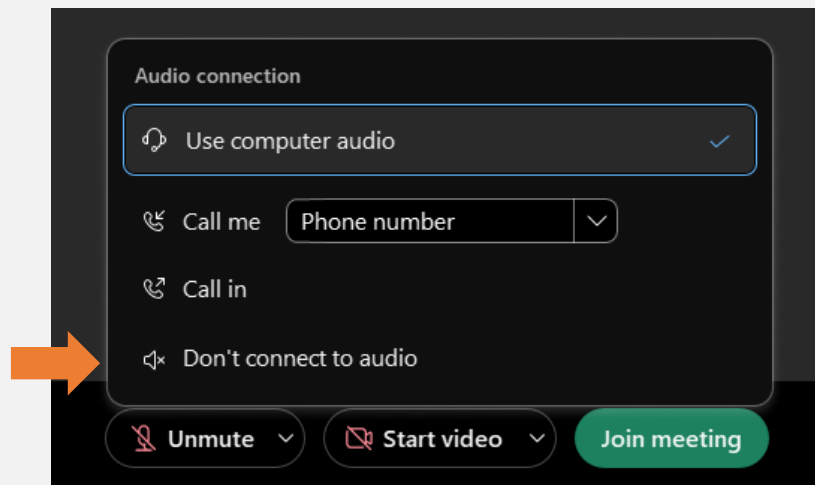 Audio connection
Use computer audio
Call me Phone number
Call in
Don't connect to audio
Unmute Start video Join meeting